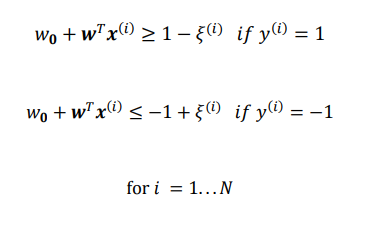 w₀ + wᵀx⁽ⁱ⁾ ≥ 1 − ξ⁽ⁱ⁾ if y⁽ⁱ⁾ = 1
w₀ + wᵀx⁽ⁱ⁾ ≤ −1 + ξ⁽ⁱ⁾ if y⁽ⁱ⁾ = −1
for i = 1…N